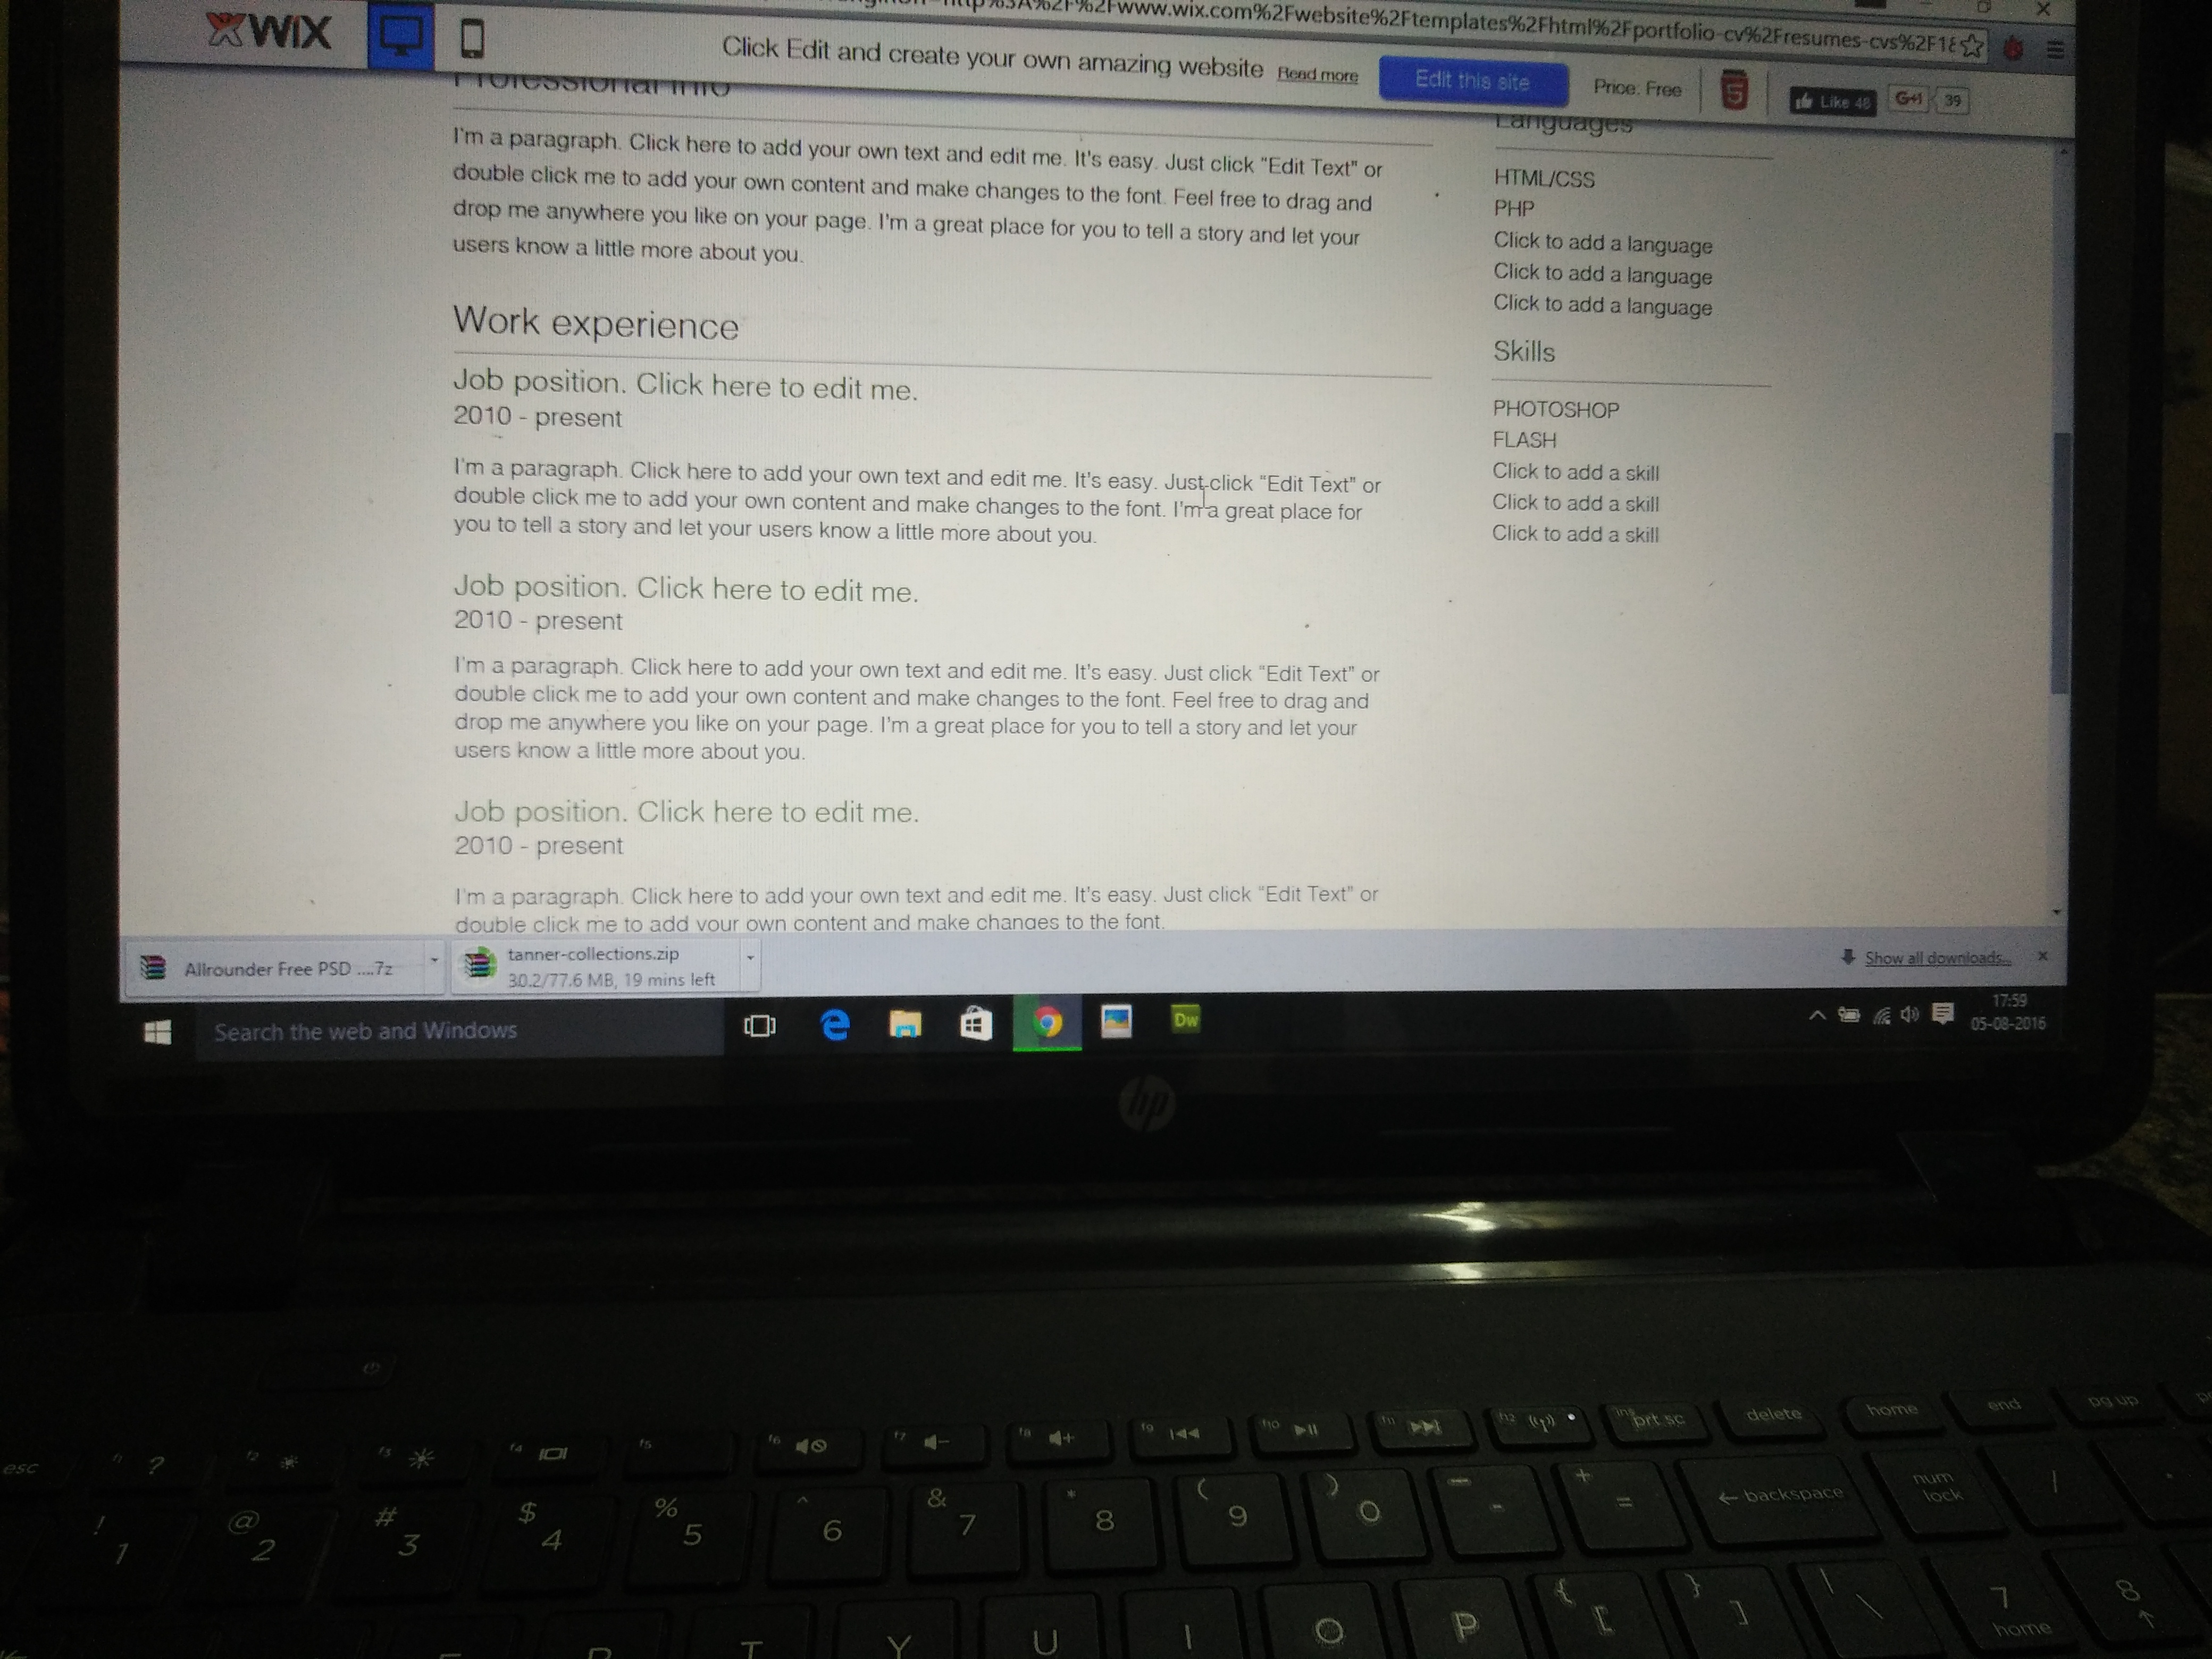 www.wix.com%2Fwebsite%2Ftemplates%2Fhtml%2Fportfolio-cv%2Fresumes-cvs%2F1
WIX
Click Edit and create your own amazing website Read more
Edit this site
Price: Free
5
Like 48
G+1 39
Professional info
I'm a paragraph. Click here to add your own text and edit me. It's easy. Just click "Edit Text" or
double click me to add your own content and make changes to the font. Feel free to drag and
drop me anywhere you like on your page. I'm a great place for you to tell a story and let your
users know a little more about you.
Work experience
Job position. Click here to edit me.
2010 - present
I'm a paragraph. Click here to add your own text and edit me. It's easy. Just click "Edit Text" or
double click me to add your own content and make changes to the font. I'm a great place for
you to tell a story and let your users know a little more about you.
Job position. Click here to edit me.
2010 - present
I'm a paragraph. Click here to add your own text and edit me. It's easy. Just click "Edit Text" or
double click me to add your own content and make changes to the font. Feel free to drag and
drop me anywhere you like on your page. I'm a great place for you to tell a story and let your
users know a little more about you.
Job position. Click here to edit me.
2010 - present
I'm a paragraph. Click here to add your own text and edit me. It's easy. Just click "Edit Text" or
double click me to add your own content and make changes to the font.
Languages
HTML/CSS
PHP
Click to add a language
Click to add a language
Click to add a language
Skills
PHOTOSHOP
FLASH
Click to add a skill
Click to add a skill
Click to add a skill
Allrounder Free PSD ....7z
tanner-collections.zip
30.2/77.6 MB, 19 mins left
Show all downloads...
Search the web and Windows
Dw
17:59
05-08-2016
hp
esc f1 ? f2 f3 f4 f5 f6 f7 f8 f9 f10 f11 f12 ins prt sc delete home end pg up
! 1 @ 2 # 3 $ 4 % 5 ^ 6 & 7 * 8 ( 9 ) 0 - + = ← backspace num lock /
T Y U I O P { [ } ] | \ 7 home 8